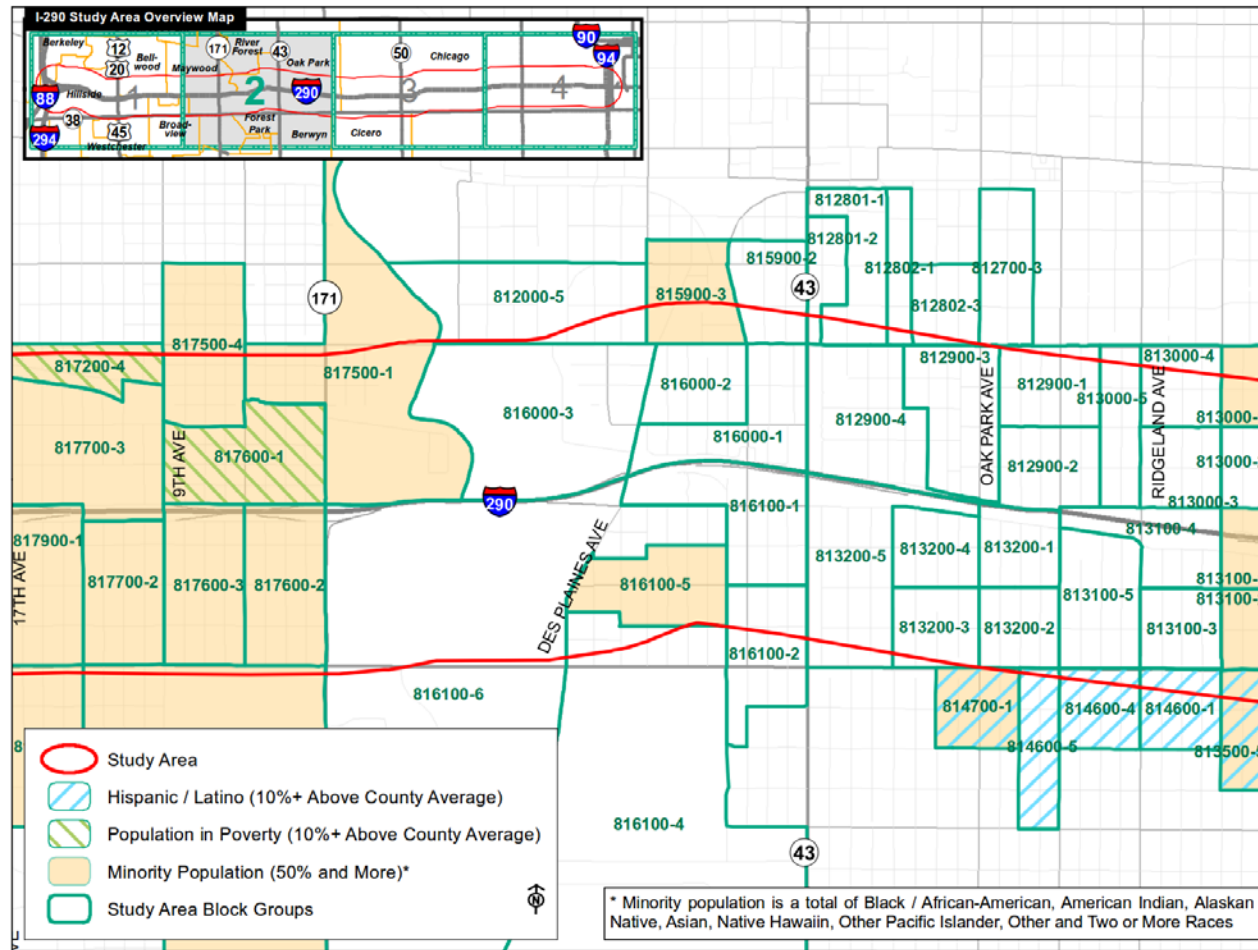 I-290 Study Area Overview Map
Berkeley
12
171
River
Forest
43
50
Chicago
90
94
20
Bell-
wood
Maywood
Oak Park
88
Hillside
1
2
290
3
4
38
294
45
Westchester
Broad-
view
Forest
Park
Berwyn
Cicero
812801-1
812801-2
815900-2
812802-1
812700-3
171
812000-5
815900-3
43
812802-3
817500-4
817200-4
817500-1
816000-2
812900-3
813000-4
816000-3
812900-4
812900-1
813000-5
813000-
817700-3
9TH AVE
817600-1
816000-1
OAK PARK AVE
812900-2
RIDGELAND AVE
813000-
290
816100-1
813000-3
813100-4
817900-1
17TH AVE
817700-2
817600-3
817600-2
DES PLAINES AVE
816100-5
813200-5
813200-4
813200-1
813100-5
813100-
813100-
813200-3
813200-2
813100-3
816100-2
816100-6
814700-1
814600-4
814600-1
814600-5
813500-
816100-4
43
Study Area
Hispanic / Latino (10%+ Above County Average)
Population in Poverty (10%+ Above County Average)
Minority Population (50% and More)*
Study Area Block Groups
N
* Minority population is a total of Black / African-American, American Indian, Alaskan
Native, Asian, Native Hawaiin, Other Pacific Islander, Other and Two or More Races